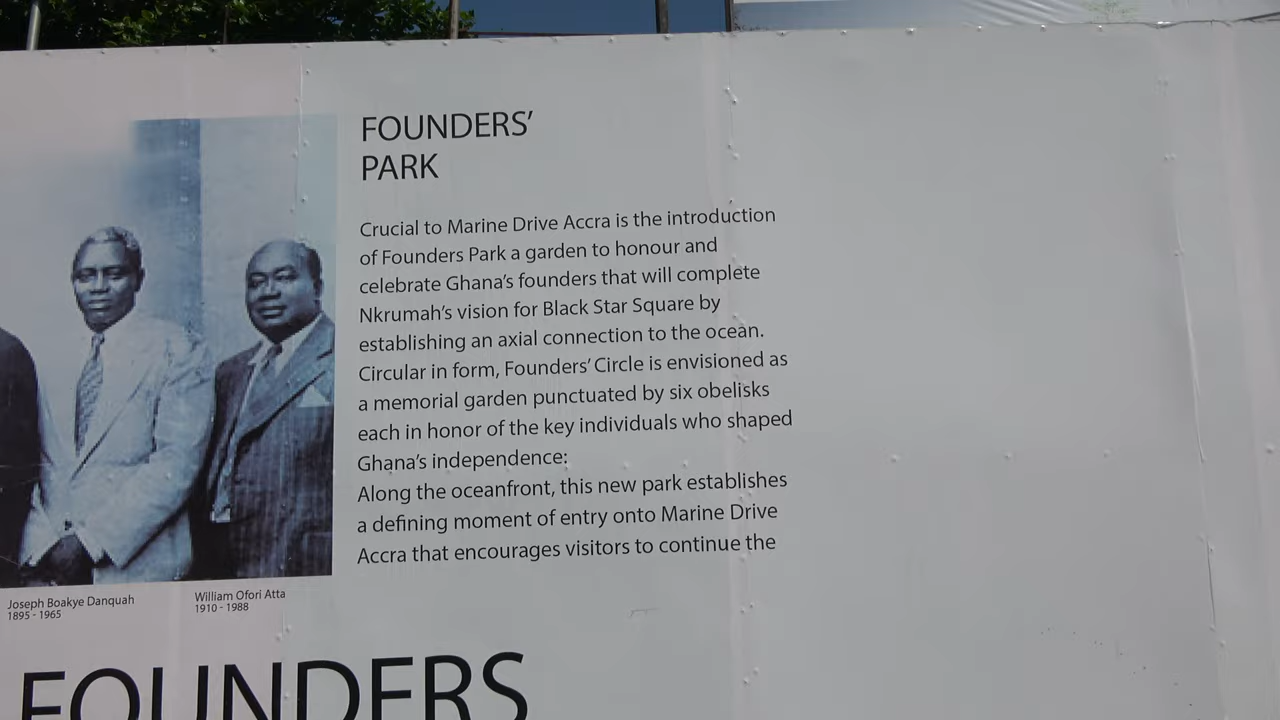 FOUNDERS’
PARK
Crucial to Marine Drive Accra is the introduction
of Founders Park a garden to honour and
celebrate Ghana’s founders that will complete
Nkrumah’s vision for Black Star Square by
establishing an axial connection to the ocean.
Circular in form, Founders’ Circle is envisioned as
a memorial garden punctuated by six obelisks
each in honor of the key individuals who shaped
Ghana’s independence:
Along the oceanfront, this new park establishes
a defining moment of entry onto Marine Drive
Accra that encourages visitors to continue the
Joseph Boakye Danquah
1895 - 1965
William Ofori Atta
1910 - 1988
FOUNDERS